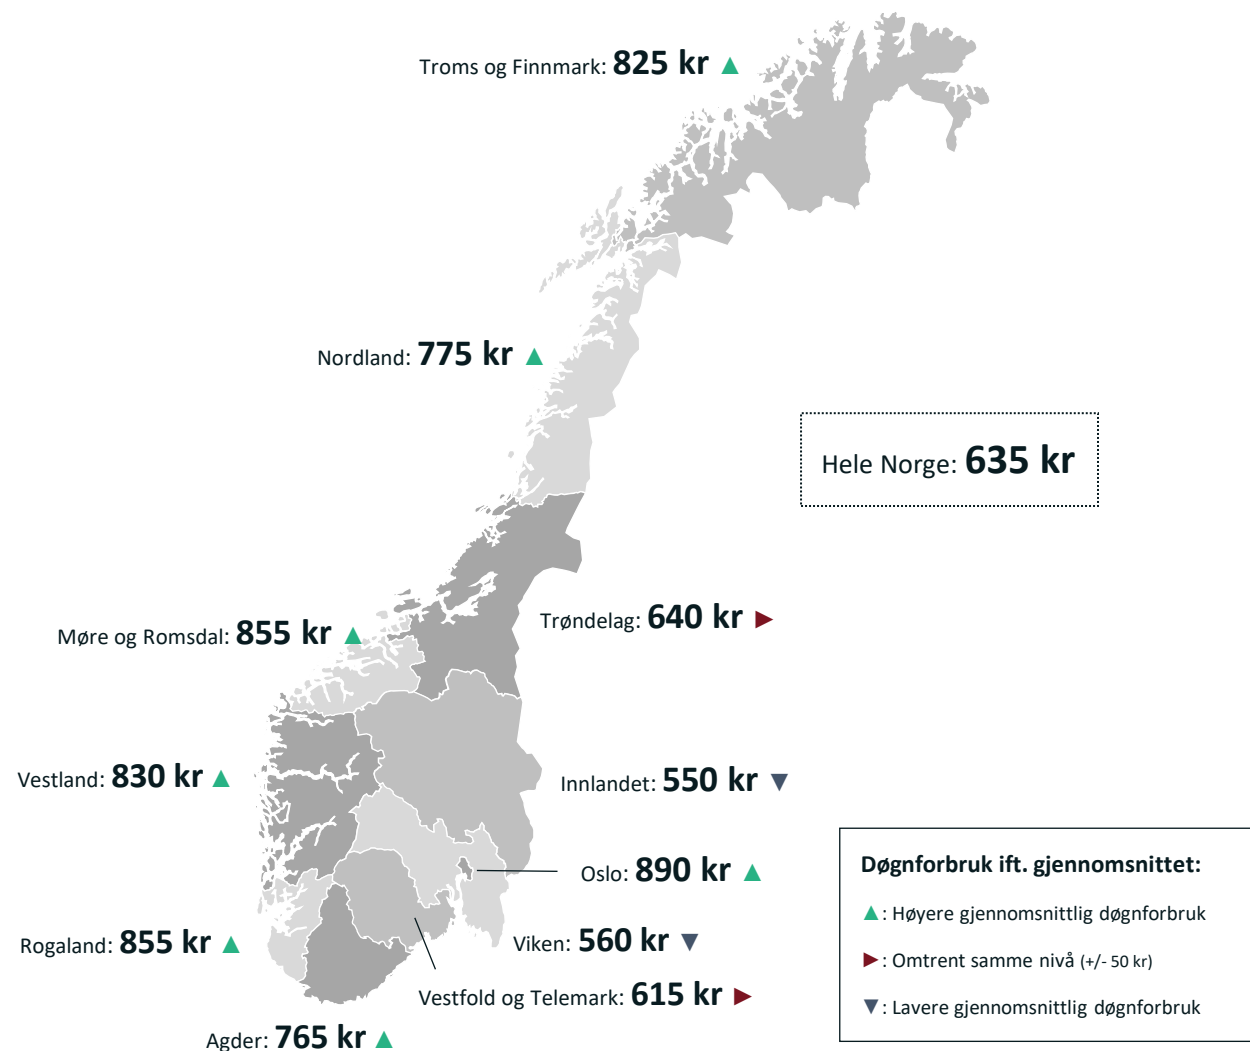 Troms og Finnmark: 825 kr ▲
Nordland: 775 kr ▲
Hele Norge: 635 kr
Trøndelag: 640 kr ►
Møre og Romsdal: 855 kr ▲
Vestland: 830 kr ▲
Innlandet: 550 kr ▼
Oslo: 890 kr ▲
Rogaland: 855 kr ▲
Viken: 560 kr ▼
Vestfold og Telemark: 615 kr ►
Agder: 765 kr ▲
Døgnforbruk ift. gjennomsnittet:
▲: Høyere gjennomsnittlig døgnforbruk
►: Omtrent samme nivå (+/- 50 kr)
▼: Lavere gjennomsnittlig døgnforbruk